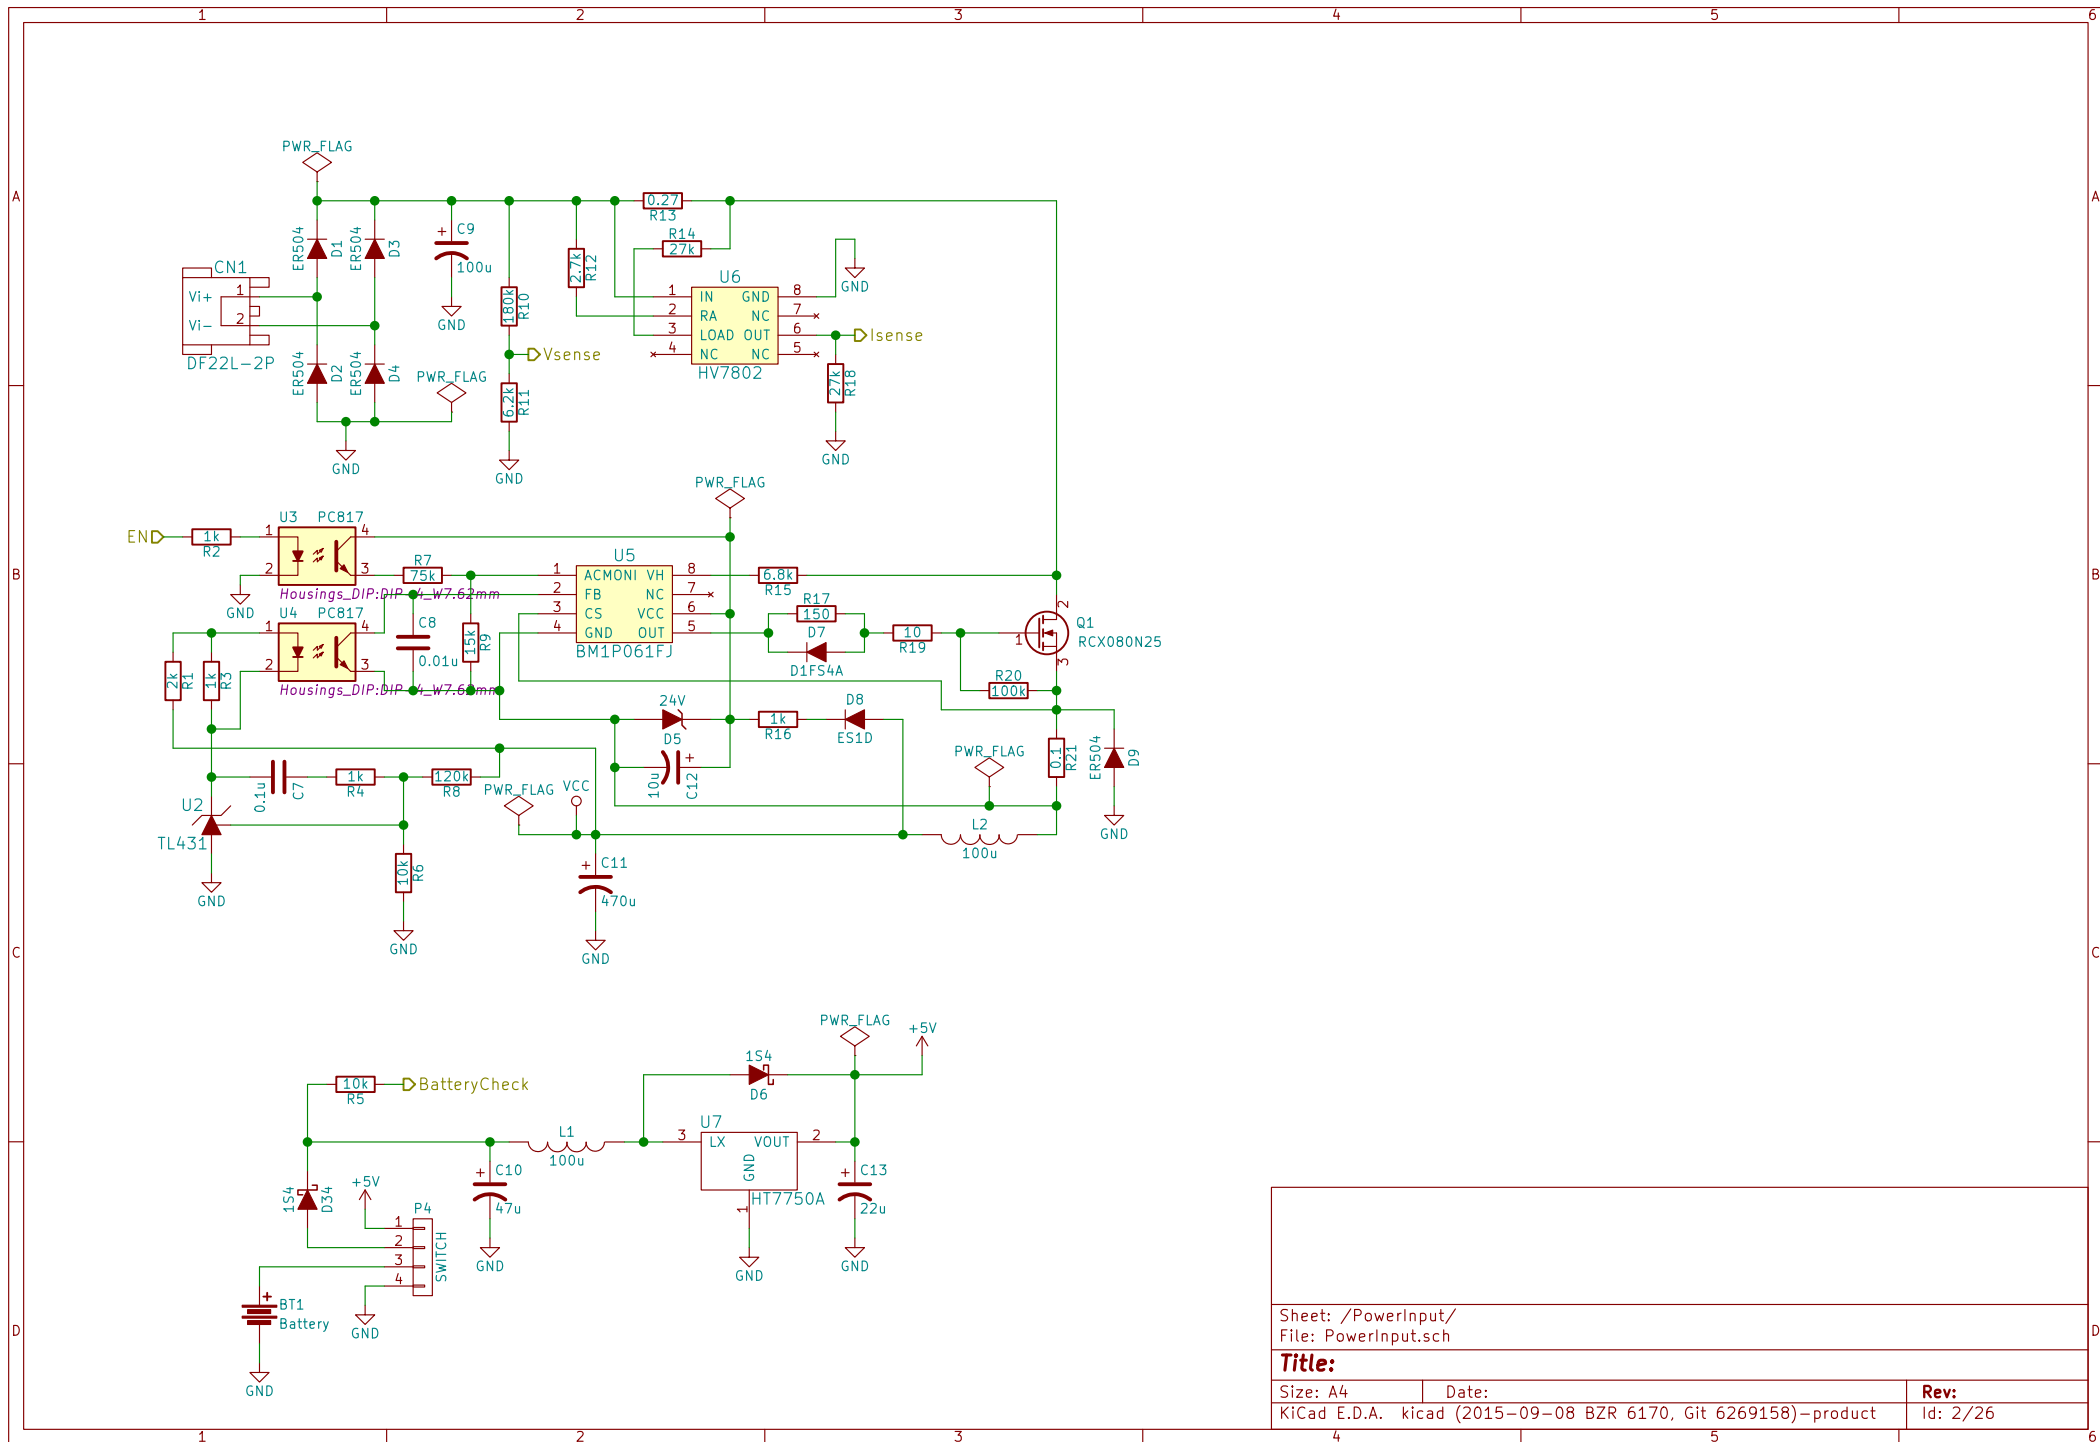 1 2 3 4 5 6
A A
B B
C C
D D
1 2 3 4 5 6
PWR_FLAG
ER504 D1
ER504 D3
+ C9
100u
GND
CN1
Vi+ 1
Vi- 2
DF22L-2P
ER504 D2
ER504 D4
PWR_FLAG
GND
180k R10
Vsense
6.2k R11
GND
2.7k R12
0.27
R13
R14
27k
U6
1 IN GND 8
2 RA NC 7
3 LOAD OUT 6
4 NC NC 5
HV7802
GND
Isense
27k R18
GND
PWR_FLAG
EN
1k
R2
U3 PC817
1 4
2 3
Housings_DIP:DIP-4_W7.62mm
GND
U4 PC817
1 4
2 3
Housings_DIP:DIP-4_W7.62mm
R7
75k
C8
0.01u
15k R9
U5
1 ACMONI VH 8
2 FB NC 7
3 CS VCC 6
4 GND OUT 5
BM1P061FJ
6.8k
R15
R17
150
D7
D1FS4A
10
R19
Q1
RCX080N25
1 2 3
R20
100k
2k R1
1k R3
24V
D5
1k
R16
D8
ES1D
10u + C12
PWR_FLAG
0.1 R21
ER504 D9
GND
0.1u C7
1k
R4
120k
R8
PWR_FLAG
VCC
U2
TL431
GND
10k R6
GND
+ C11
470u
GND
L2
100u
PWR_FLAG
+5V
1S4
D6
10k
R5
BatteryCheck
L1
100u
U7
3 LX VOUT 2
GND
1
HT7750A
GND
+ C10
47u
GND
+ C13
22u
GND
1S4 D34
+5V
P4
1
2
3
4
SWITCH
GND
+
BT1
Battery
GND
Sheet: /PowerInput/
File: PowerInput.sch
Title:
Size: A4 Date: Rev:
KiCad E.D.A. kicad (2015-09-08 BZR 6170, Git 6269158)-product Id: 2/26